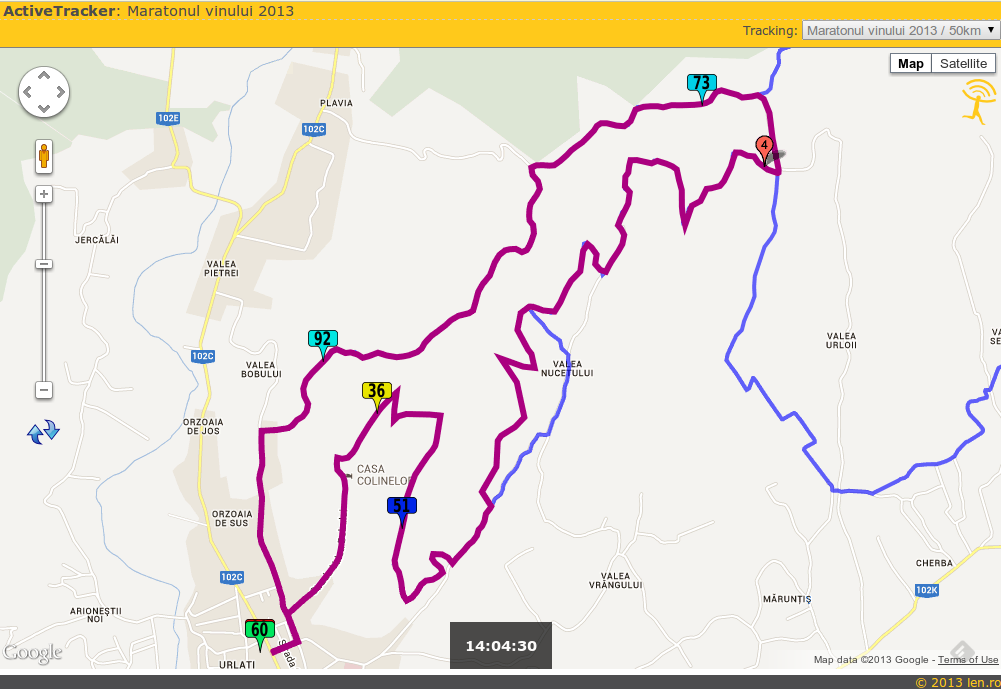 ActiveTracker: Maratonul vinului 2013
Tracking: Maratonul vinului 2013 / 50km
Map Satellite
73
PLAVIA
102E
102C
4
JERCĂLĂI
VALEA
PIETREI
92
VALEA
URLOII
102C
VALEA
BOBULUI
VALEA
NUCETULUI
36
ORZOAIA
DE JOS
CASA
COLINELOR
51
ORZOAIA
DE SUS
CHERBA
102C
VALEA
VRÂNGULUI
102K
MĂRUNȚIȘ
ARIONEȘTII
NOI
60
14:04:30
Google
URLATI
Map data ©2013 Google - Terms of Use
© 2013 len.ro